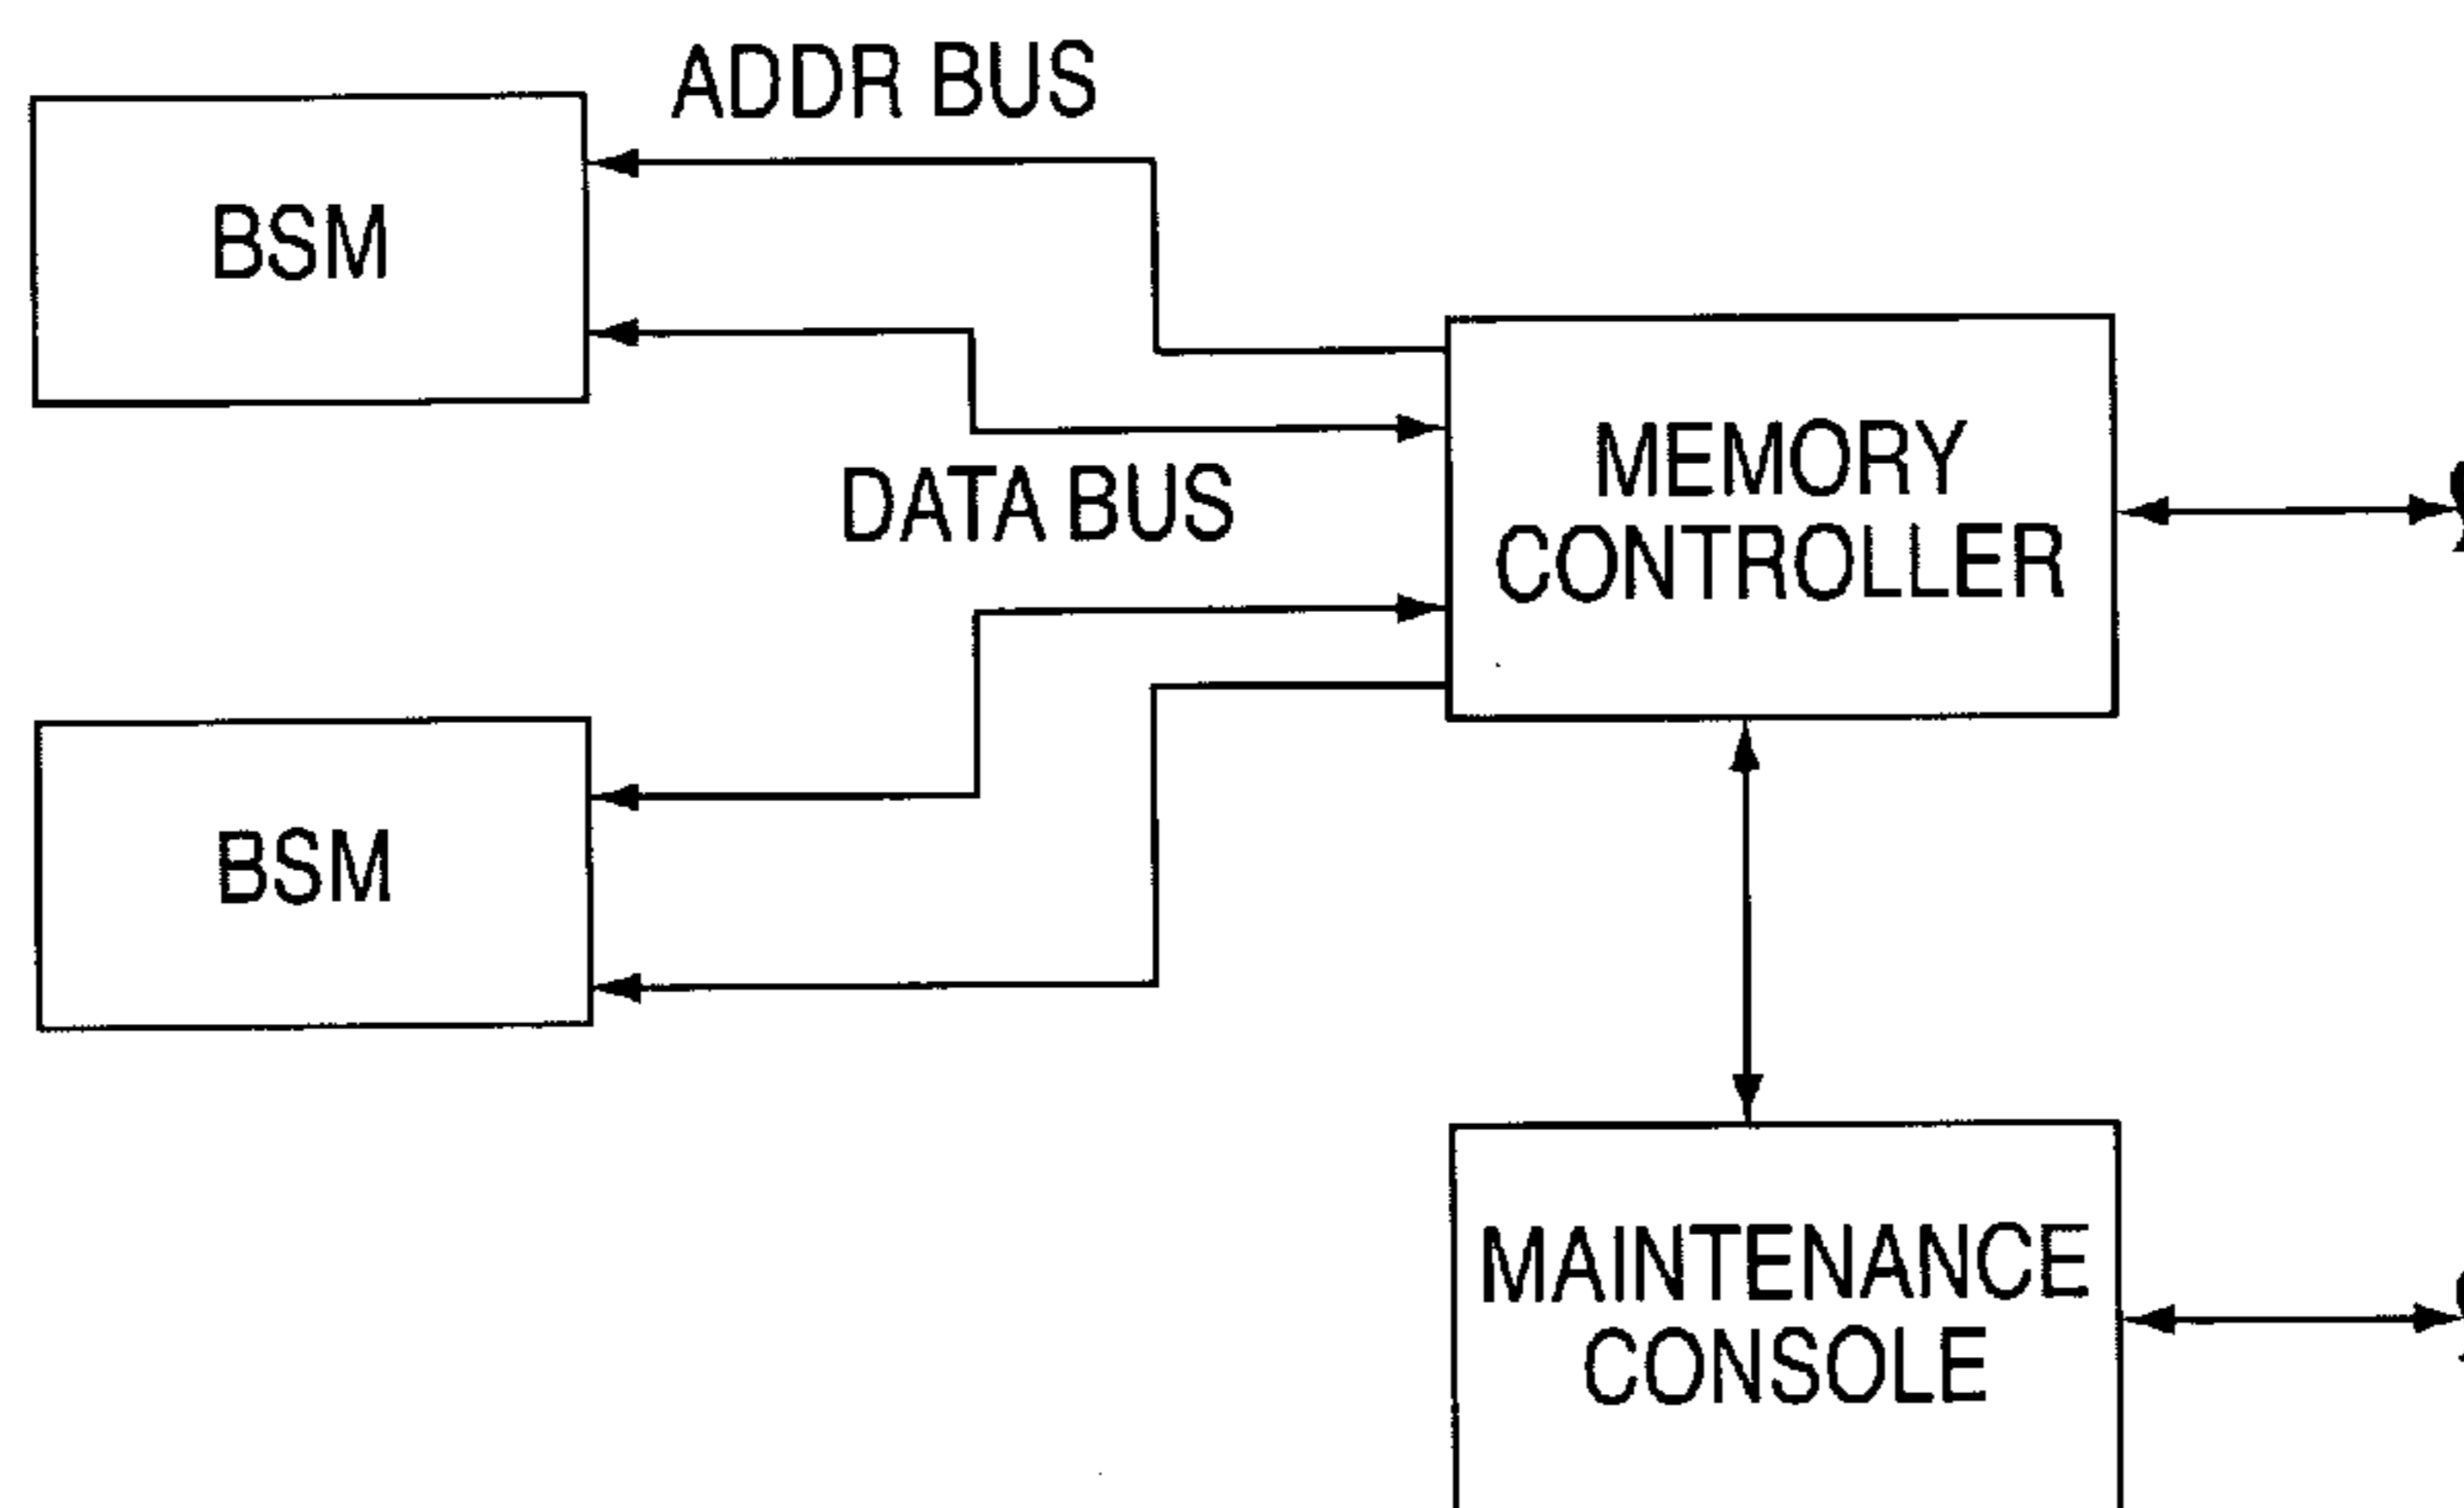 ADDR BUS
BSM
DATA BUS
MEMORY
CONTROLLER
BSM
MAINTENANCE
CONSOLE